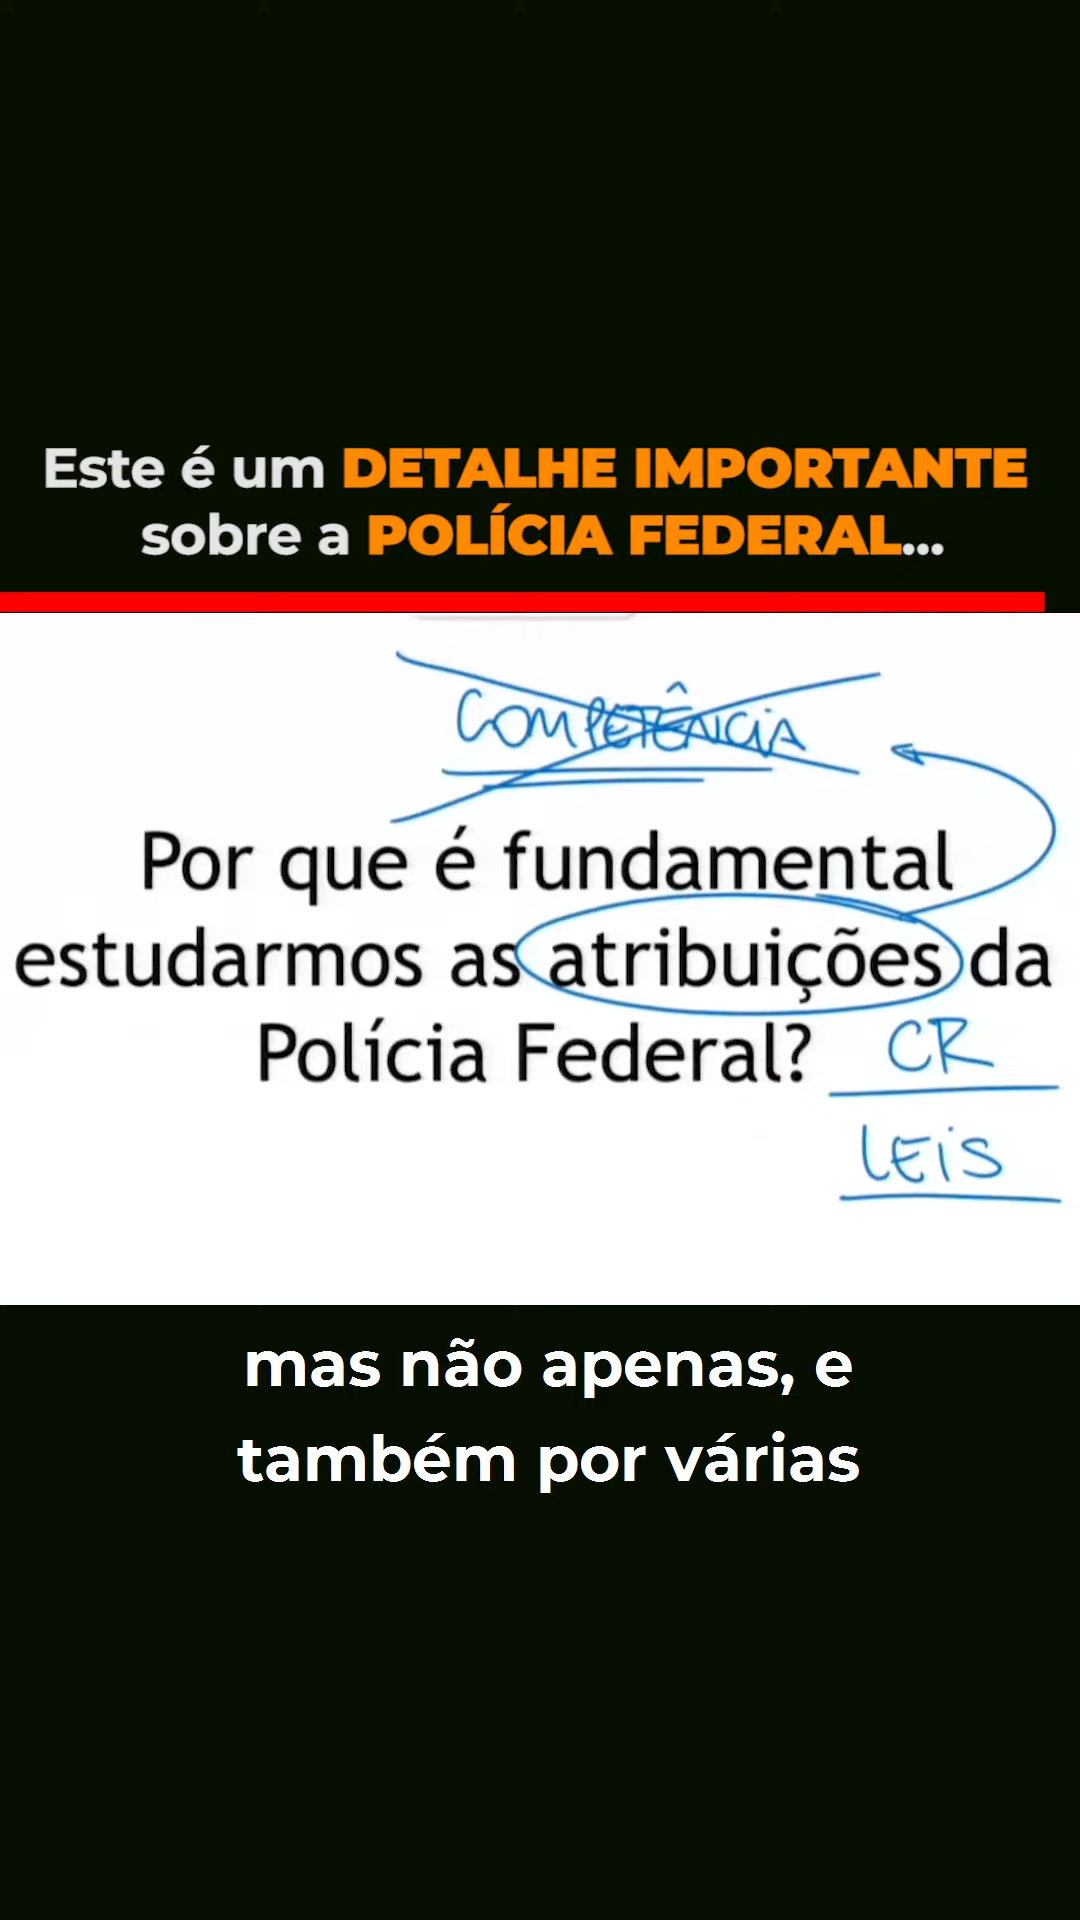 Este é um DETALHE IMPORTANTE
sobre a POLÍCIA FEDERAL...
COMPETÊNCIA
Por que é fundamental
estudarmos as atribuições da
Polícia Federal?
CR
LEIS
mas não apenas, e
também por várias